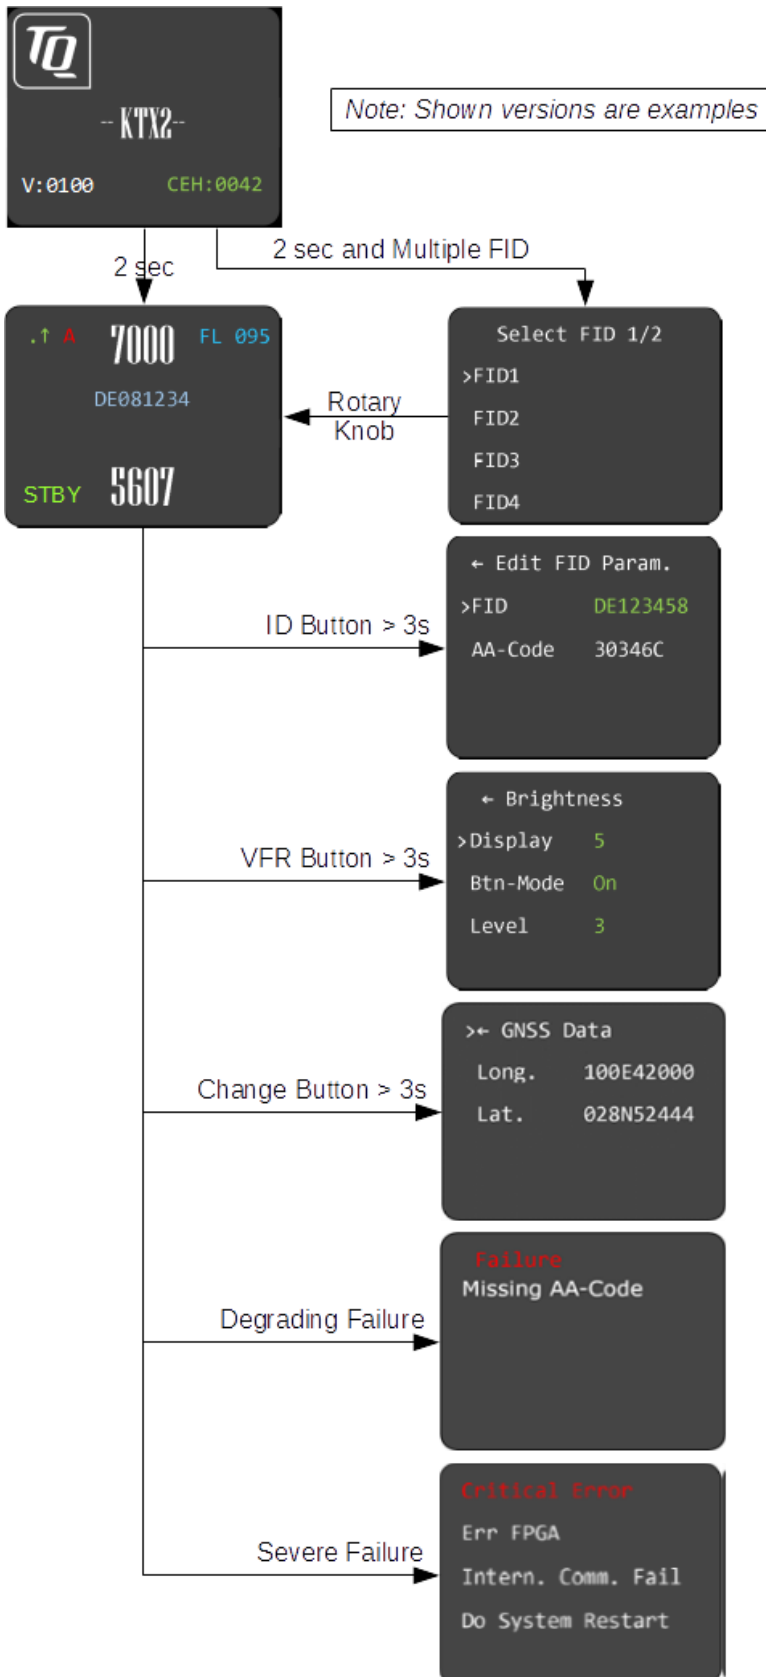 TQ
-- KTX2--
V:0100 CEH:0042
Note: Shown versions are examples
2 sec
2 sec and Multiple FID
.↑ A 7000 FL 095
DE081234
STBY 5607
Rotary
Knob
Select FID 1/2
>FID1
FID2
FID3
FID4
ID Button > 3s
← Edit FID Param.
>FID DE123458
AA-Code 30346C
VFR Button > 3s
← Brightness
>Display 5
Btn-Mode On
Level 3
Change Button > 3s
>← GNSS Data
Long. 100E42000
Lat. 028N52444
Degrading Failure
Failure
Missing AA-Code
Severe Failure
Critical Error
Err FPGA
Intern. Comm. Fail
Do System Restart